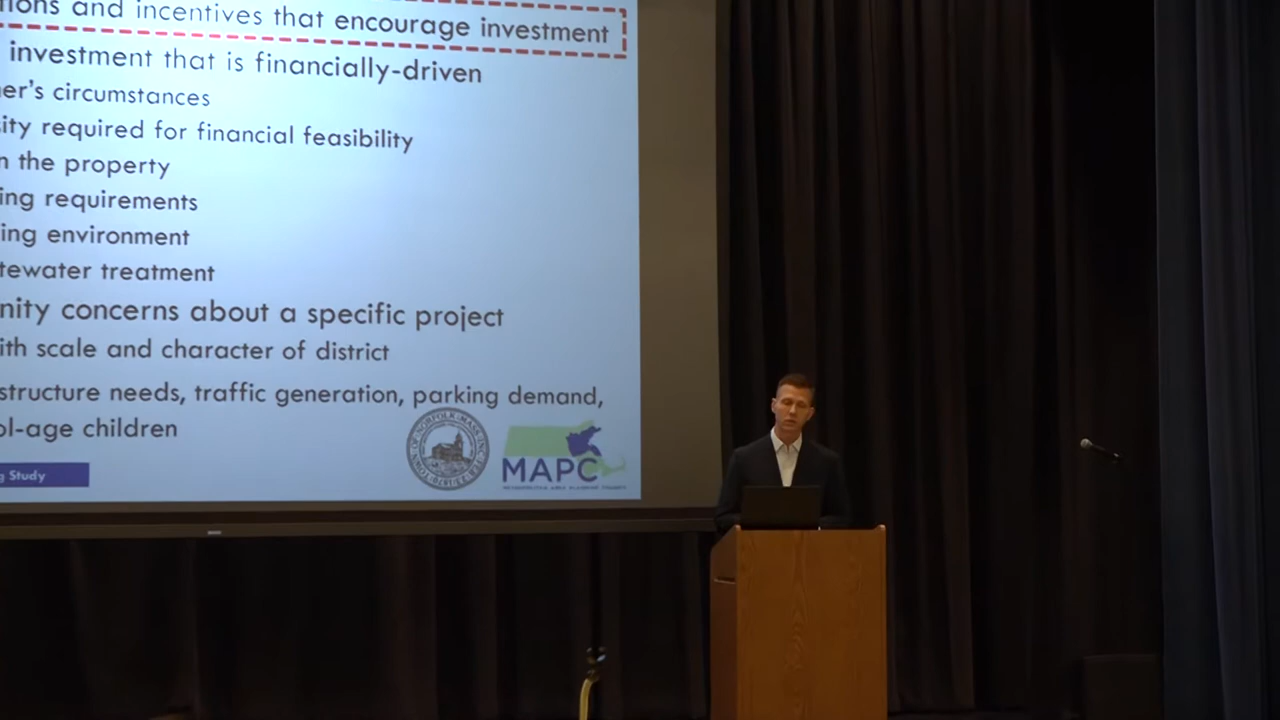 ions and incentives that encourage investment
investment that is financially-driven
er's circumstances
ity required for financial feasibility
n the property
ing requirements
ing environment
tewater treatment
nity concerns about a specific project
ith scale and character of district
structure needs, traffic generation, parking demand,
ol-age children
g Study
MAPC